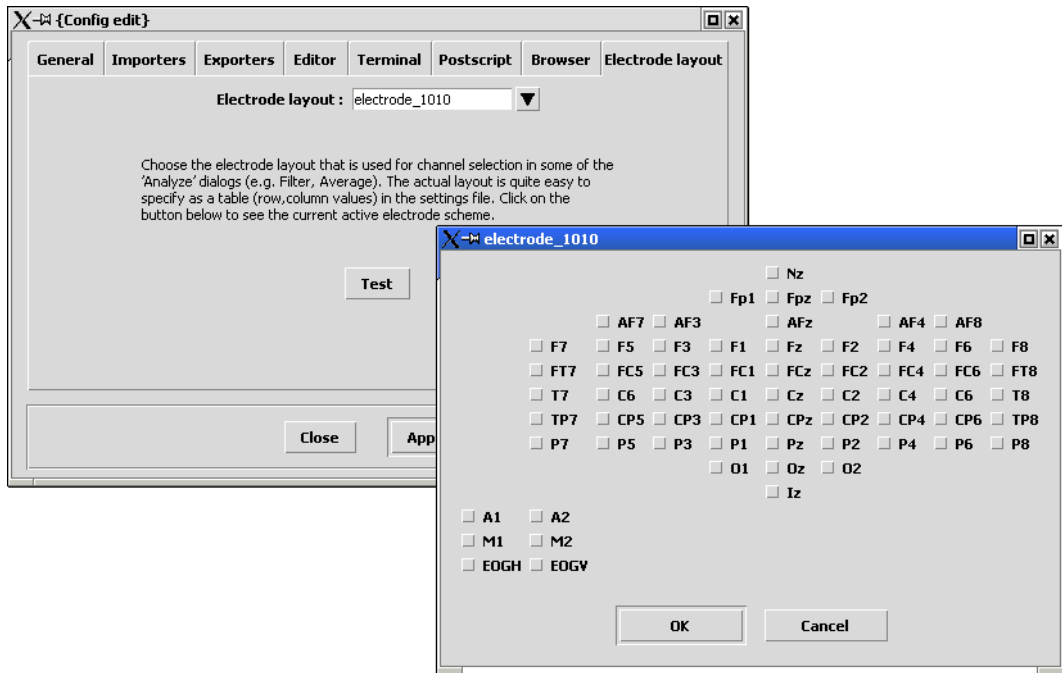 {Config edit}
General Importers Exporters Editor Terminal Postscript Browser Electrode layout
Electrode layout : electrode_1010
Choose the electrode layout that is used for channel selection in some of the
'Analyze' dialogs (e.g. Filter, Average). The actual layout is quite easy to
specify as a table (row,column values) in the settings file. Click on the
button below to see the current active electrode scheme.
Test
Close App
electrode_1010
Nz
Fp1 Fpz Fp2
AF7 AF3 AFz AF4 AF8
F7 F5 F3 F1 Fz F2 F4 F6 F8
FT7 FC5 FC3 FC1 FCz FC2 FC4 FC6 FT8
T7 C6 C3 C1 Cz C2 C4 C6 T8
TP7 CP5 CP3 CP1 CPz CP2 CP4 CP6 TP8
P7 P5 P3 P1 Pz P2 P4 P6 P8
O1 Oz O2
Iz
A1 A2
M1 M2
EOGH EOGV
OK Cancel